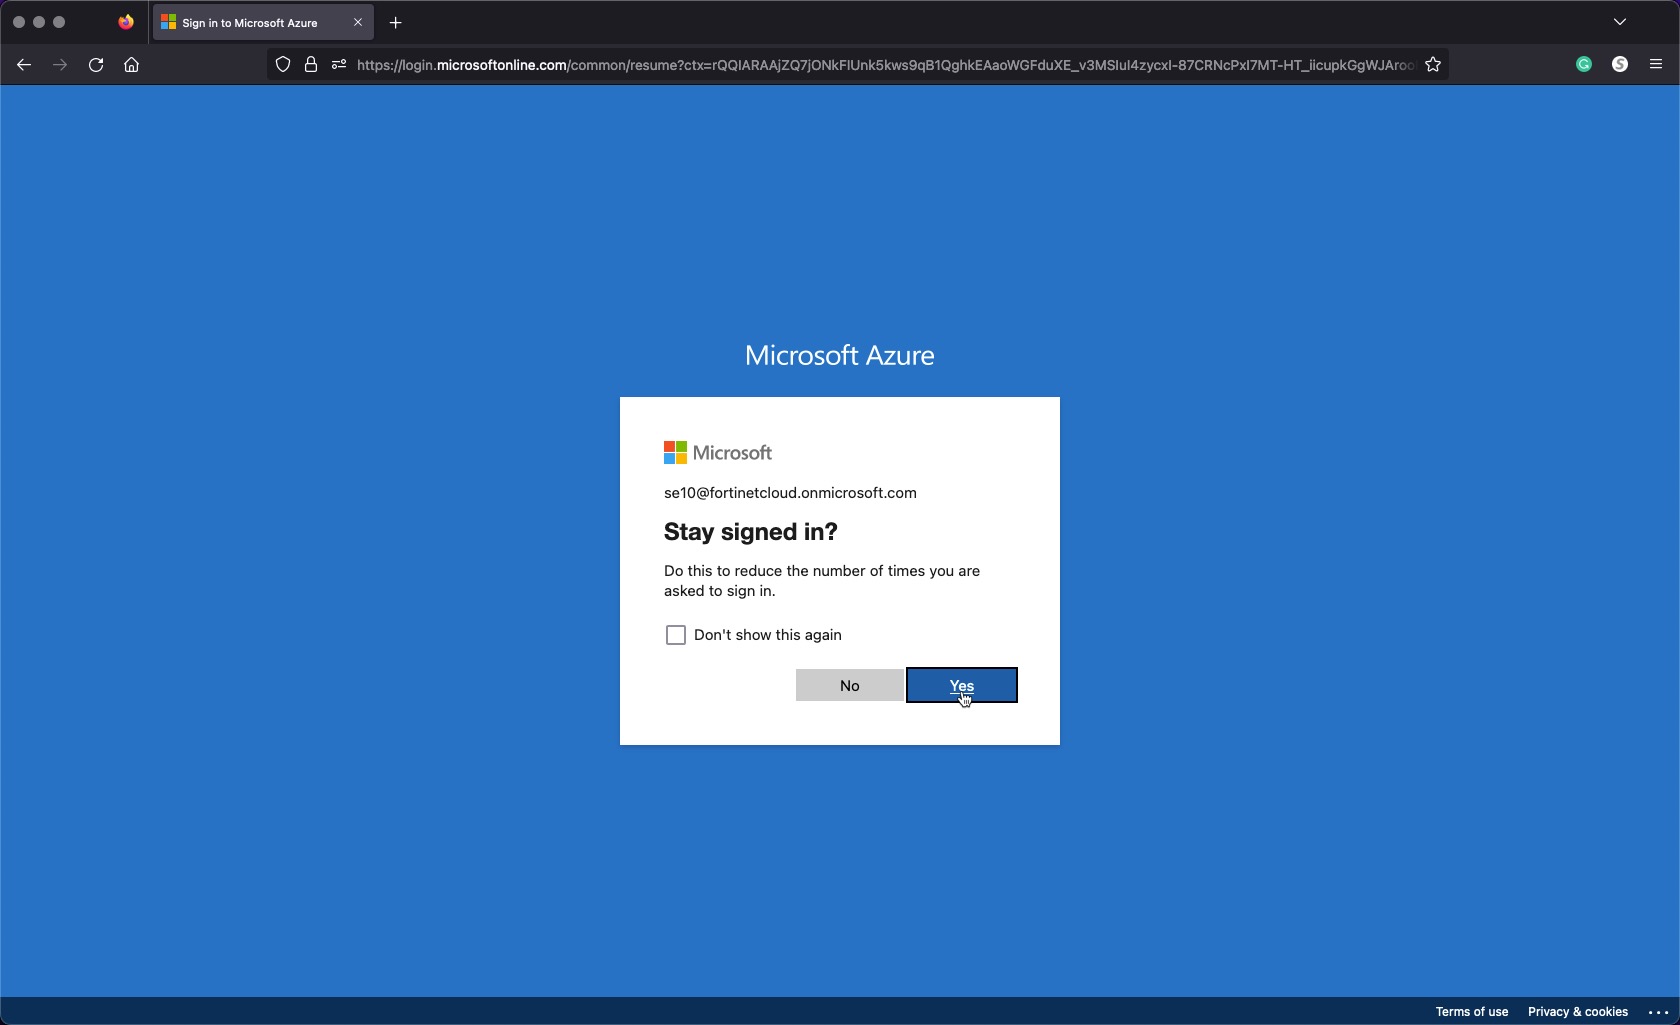 Sign in to Microsoft Azure
https://login.microsoftonline.com/common/resume?ctx=rQQIARAAjZQ7jONkFIUnk5kws9qB1QghkEAaoWGFduXE_v3MSIuI4zycxI-87CRNcPxI7MT-HT_iicupkGgWJAroo
Microsoft Azure
Microsoft
se10@fortinetcloud.onmicrosoft.com
Stay signed in?
Do this to reduce the number of times you are
asked to sign in.
Don't show this again
No
Yes
Terms of use
Privacy & cookies